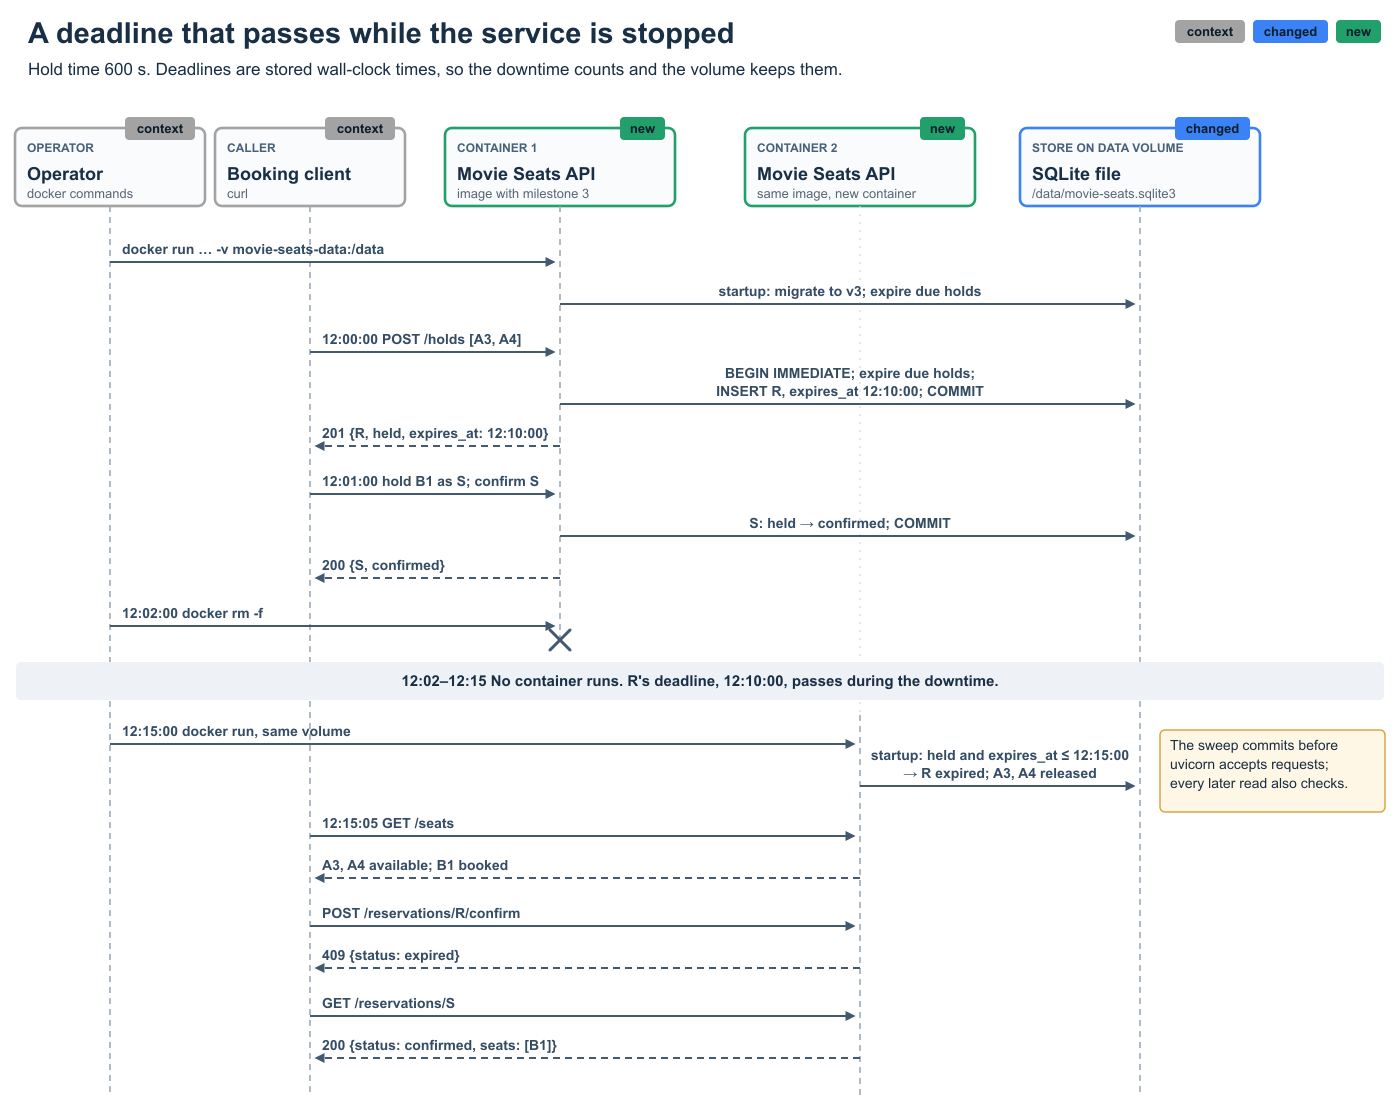 A deadline that passes while the service is stopped
context
changed
new
Hold time 600 s. Deadlines are stored wall-clock times, so the downtime counts and the volume keeps them.
context
OPERATOR
Operator
docker commands
context
CALLER
Booking client
curl
new
CONTAINER 1
Movie Seats API
image with milestone 3
new
CONTAINER 2
Movie Seats API
same image, new container
changed
STORE ON DATA VOLUME
SQLite file
/data/movie-seats.sqlite3
docker run … -v movie-seats-data:/data
startup: migrate to v3; expire due holds
12:00:00 POST /holds [A3, A4]
BEGIN IMMEDIATE; expire due holds;
INSERT R, expires_at 12:10:00; COMMIT
201 {R, held, expires_at: 12:10:00}
12:01:00 hold B1 as S; confirm S
S: held → confirmed; COMMIT
200 {S, confirmed}
12:02:00 docker rm -f
12:02–12:15 No container runs. R's deadline, 12:10:00, passes during the downtime.
12:15:00 docker run, same volume
startup: held and expires_at ≤ 12:15:00
→ R expired; A3, A4 released
The sweep commits before
uvicorn accepts requests;
every later read also checks.
12:15:05 GET /seats
A3, A4 available; B1 booked
POST /reservations/R/confirm
409 {status: expired}
GET /reservations/S
200 {status: confirmed, seats: [B1]}